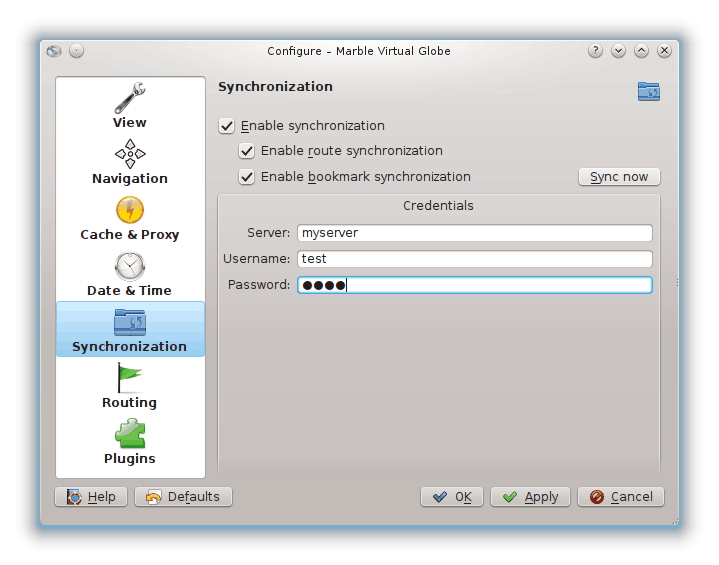 Configure – Marble Virtual Globe
View
Navigation
Cache & Proxy
Date & Time
Synchronization
Routing
Plugins
Synchronization
Enable synchronization
Enable route synchronization
Enable bookmark synchronization
Sync now
Credentials
Server: myserver
Username: test
Password: ●●●●
Help
Defaults
OK
Apply
Cancel